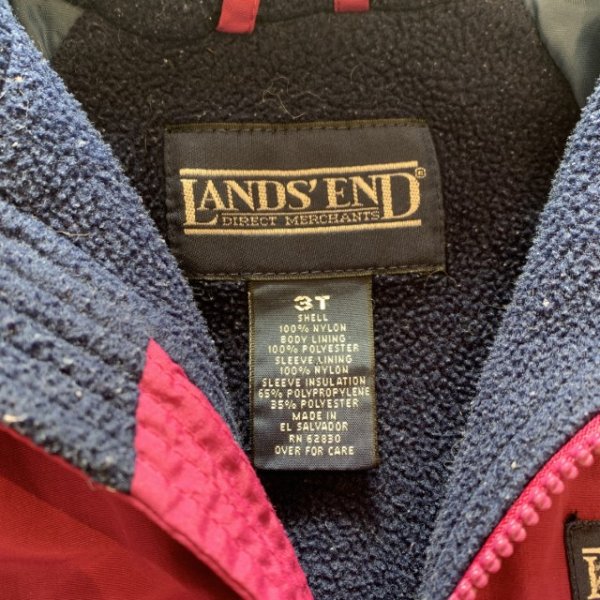 LANDS' END®
DIRECT MERCHANTS
3T
SHELL
100% NYLON
BODY LINING
100% POLYESTER
SLEEVE LINING
100% NYLON
SLEEVE INSULATION
65% POLYPROPYLENE
35% POLYESTER
MADE IN
EL SALVADOR
RN 62830
OVER FOR CARE